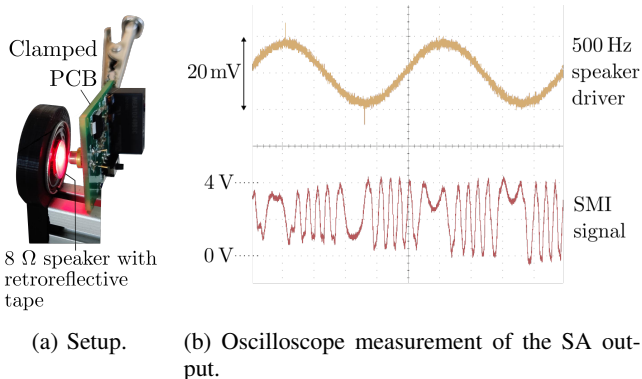 Clamped
PCB
8 Ω speaker with
retroreflective
tape
20 mV
500 Hz
speaker
driver
4 V
0 V
SMI
signal
(a) Setup.
(b) Oscilloscope measurement of the SA out-
put.